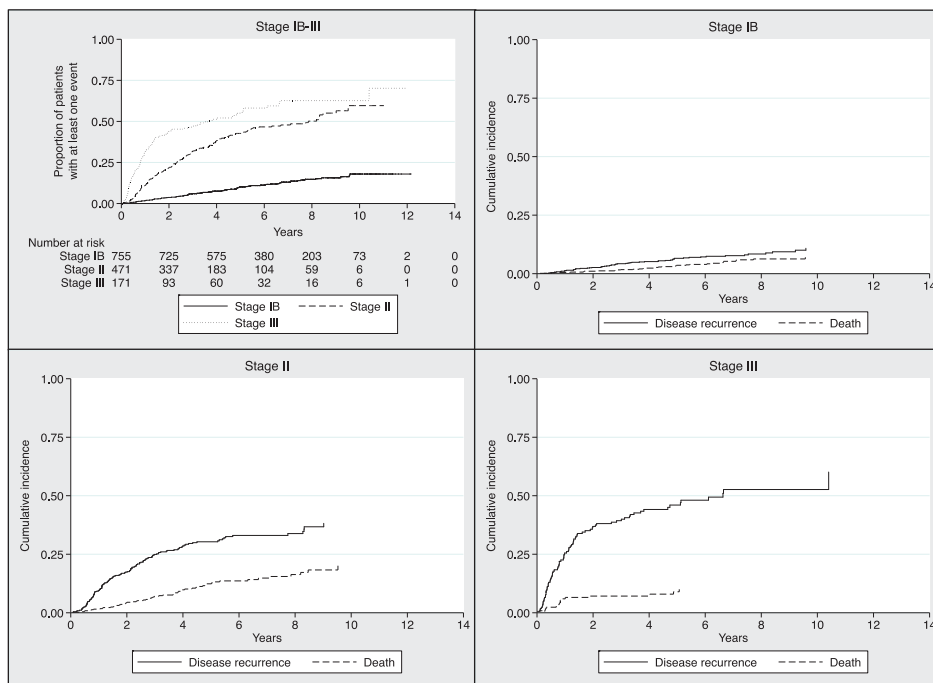 Stage IB-III
1.00
0.75
0.50
0.25
0.00
Proportion of patients
with at least one event
0 2 4 6 8 10 12 14
Years
Number at risk
Stage IB 755 725 575 380 203 73 2 0
Stage II 471 337 183 104 59 6 0 0
Stage III 171 93 60 32 16 6 1 0
Stage IB Stage II
Stage III
Stage IB
1.00
0.75
0.50
0.25
0.00
Cumulative incidence
0 2 4 6 8 10 12 14
Years
Disease recurrence Death
Stage II
1.00
0.75
0.50
0.25
0.00
Cumulative incidence
0 2 4 6 8 10 12 14
Years
Disease recurrence Death
Stage III
1.00
0.75
0.50
0.25
0.00
Cumulative incidence
0 2 4 6 8 10 12 14
Years
Disease recurrence Death